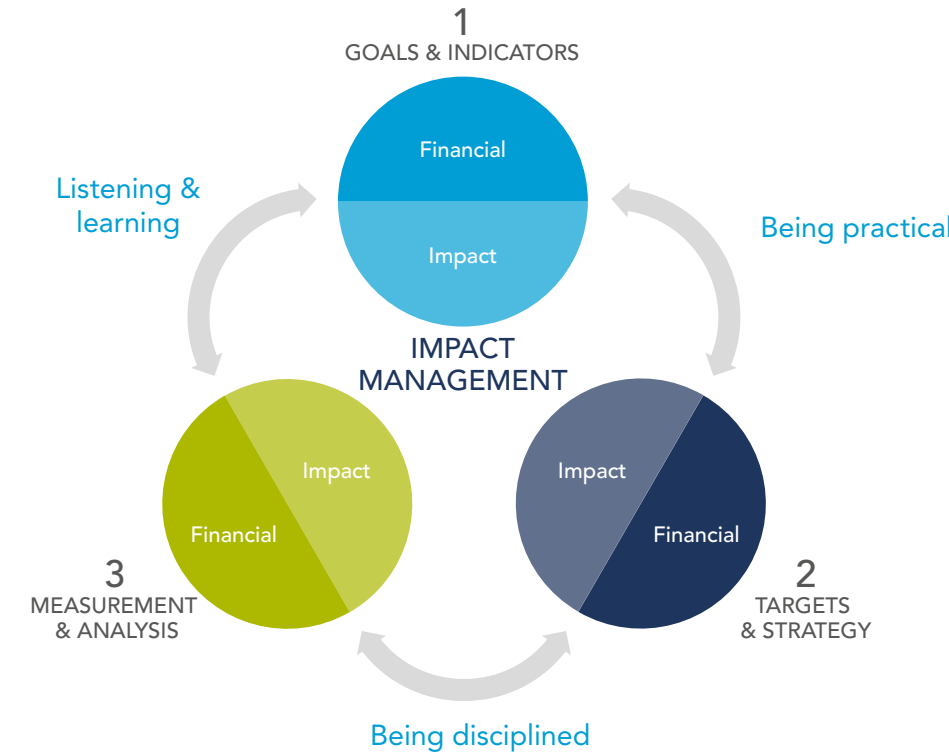 1
GOALS & INDICATORS
Financial
Impact
Listening &
learning
Being practical
IMPACT
MANAGEMENT
Impact
Financial
3
MEASUREMENT
& ANALYSIS
Impact
Financial
2
TARGETS
& STRATEGY
Being disciplined